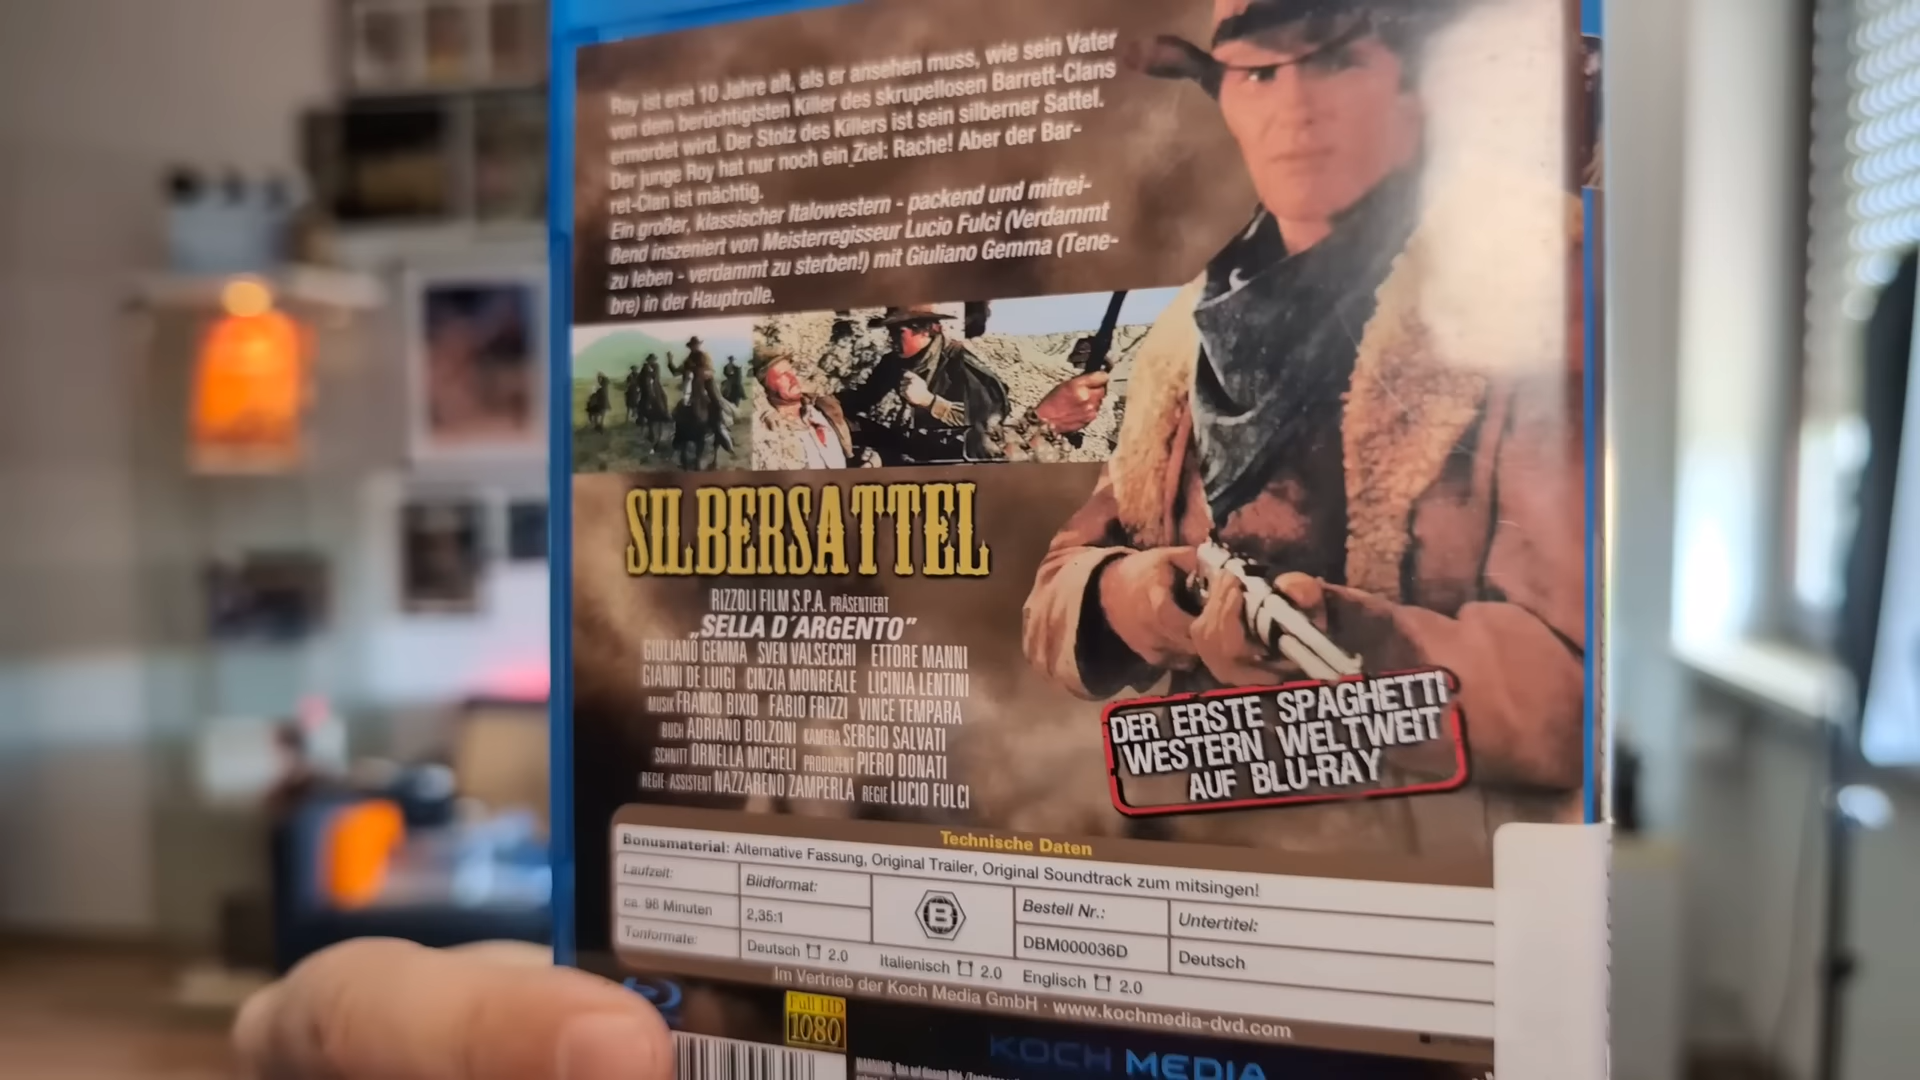 Roy ist erst 10 Jahre alt, als er ansehen muss, wie sein Vater
von dem berüchtigtsten Killer des skrupellosen Barrett-Clans
ermordet wird. Der Stolz des Killers ist sein silberner Sattel.
Der junge Roy hat nur noch ein Ziel: Rache! Aber der Bar-
ret-Clan ist mächtig.
Ein großer, klassischer Italowestern - packend und mitrei-
ßend inszeniert von Meisterregisseur Lucio Fulci (Verdammt
zu leben - verdammt zu sterben!) mit Giuliano Gemma (Tene-
bre) in der Hauptrolle.
SILBERSATTEL
RIZZOLI FILM S.P.A. PRÄSENTIERT
„SELLA D´ARGENTO”
GIULIANO GEMMA SVEN VALSECCHI ETTORE MANNI
GIANNI DE LUIGI CINZIA MONREALE LICINIA LENTINI
MUSIK FRANCO BIXIO FABIO FRIZZI VINCE TEMPARA
BUCH ADRIANO BOLZONI KAMERA SERGIO SALVATI
SCHNITT ORNELLA MICHELI PRODUZENT PIERO DONATI
REGIE-ASSISTENT NAZZARENO ZAMPERLA REGIE LUCIO FULCI
DER ERSTE SPAGHETTI
WESTERN WELTWEIT
AUF BLU-RAY
Technische Daten
Bonusmaterial: Alternative Fassung, Original Trailer, Original Soundtrack zum mitsingen!
Laufzeit: Bildformat: B Bestell Nr.: Untertitel:
ca. 98 Minuten 2,35:1 DBM000036D Deutsch
Tonformate: Deutsch 2.0 Italienisch 2.0 Englisch 2.0
Im Vertrieb der Koch Media GmbH · www.kochmedia-dvd.com
Full HD
1080
KOCH MEDIA